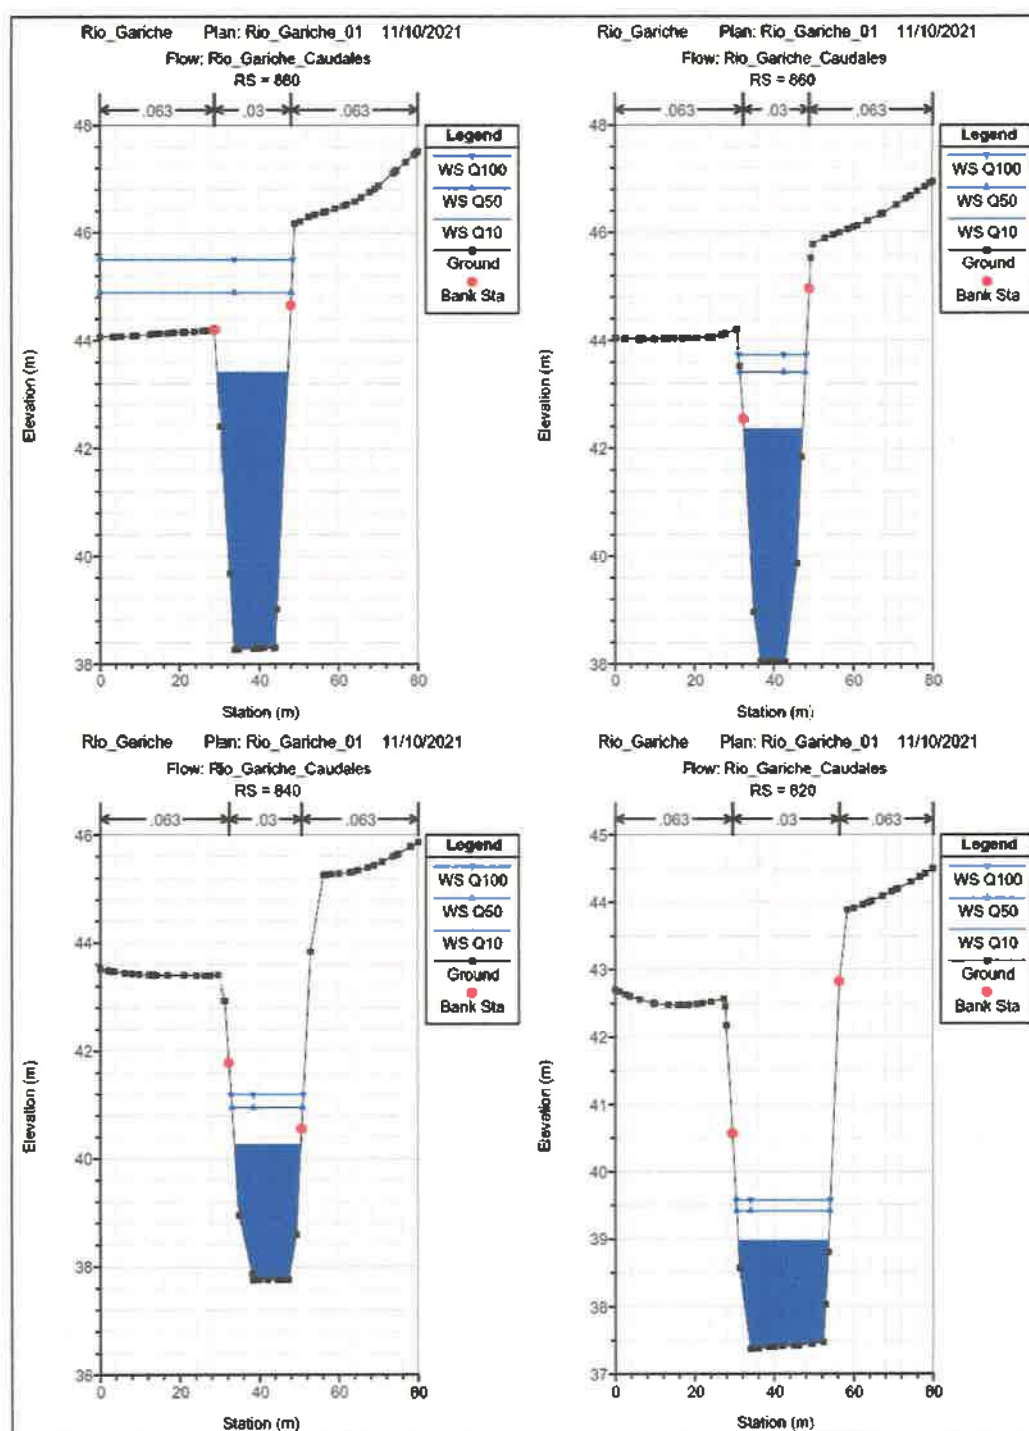 Rio_Gariche Plan: Rio_Gariche_01 11/10/2021
Flow: Rio_Gariche_Caudales
RS = 880
.063 .03 .063
48
46
44
42
40
38
Elevation (m)
0 20 40 60 80
Station (m)
Legend
WS Q100
WS Q50
WS Q10
Ground
Bank Sta
Rio_Gariche Plan: Rio_Gariche_01 11/10/2021
Flow: Rio_Gariche_Caudales
RS = 860
.063 .03 .063
48
46
44
42
40
38
Elevation (m)
0 20 40 60 80
Station (m)
Legend
WS Q100
WS Q50
WS Q10
Ground
Bank Sta
Rio_Gariche Plan: Rio_Gariche_01 11/10/2021
Flow: Rio_Gariche_Caudales
RS = 840
.063 .03 .063
46
44
42
40
38
36
Elevation (m)
0 20 40 60 80
Station (m)
Legend
WS Q100
WS Q50
WS Q10
Ground
Bank Sta
Rio_Gariche Plan: Rio_Gariche_01 11/10/2021
Flow: Rio_Gariche_Caudales
RS = 820
.063 .03 .063
45
44
43
42
41
40
39
38
37
Elevation (m)
0 20 40 60 80
Station (m)
Legend
WS Q100
WS Q50
WS Q10
Ground
Bank Sta